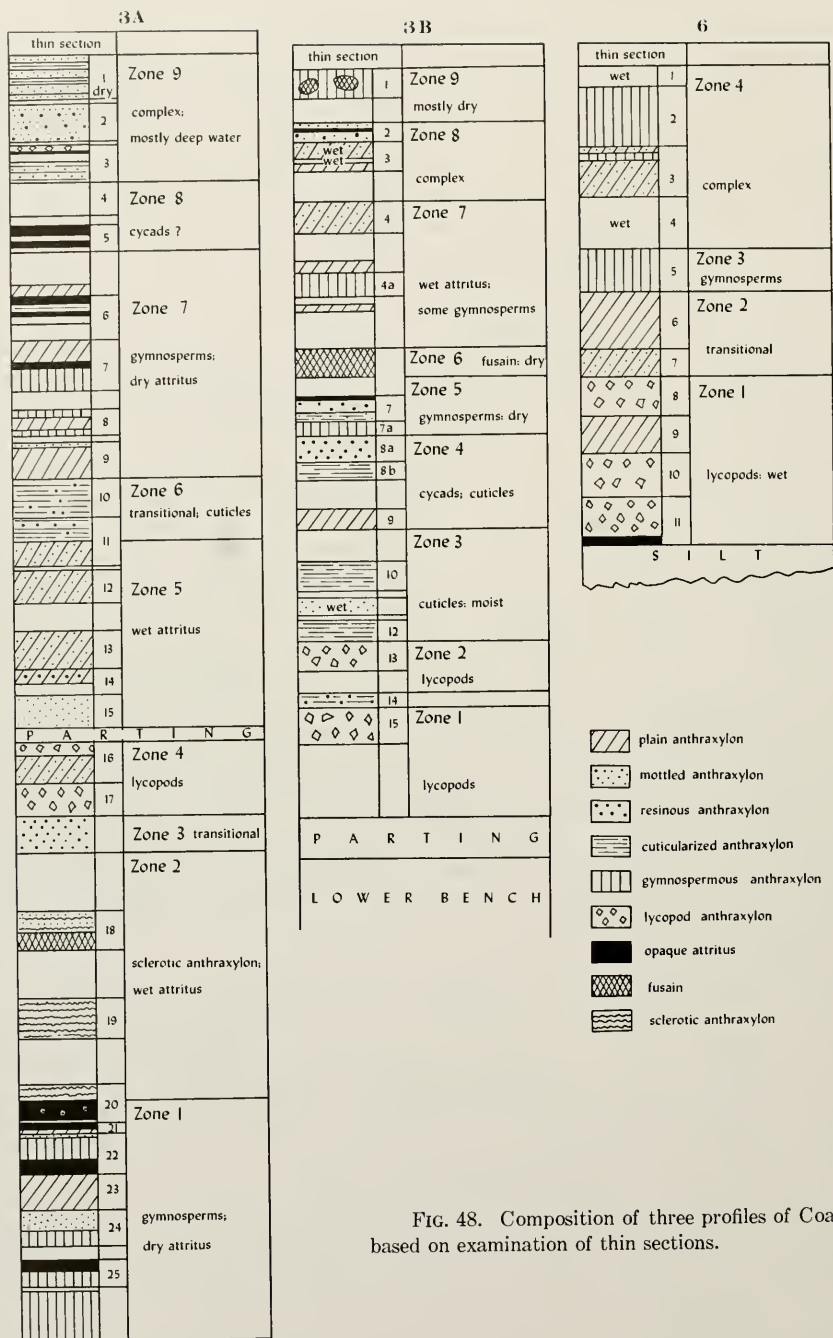 3A
thin section
1
dry
Zone 9
complex;
mostly deep water
2
3
4
Zone 8
cycads ?
5
6
Zone 7
gymnosperms;
dry attritus
7
8
9
10
Zone 6
transitional; cuticles
11
12
Zone 5
wet attritus
13
14
15
P A R T I N G
16
Zone 4
lycopods
17
Zone 3 transitional
Zone 2
18
sclerotic anthraxylon;
wet attritus
19
20
Zone 1
21
22
23
24
gymnosperms;
dry attritus
25
3B
thin section
1
Zone 9
mostly dry
2
Zone 8
wet
wet
3
complex
4
Zone 7
4a
wet attritus;
some gymnosperms
Zone 6 fusain: dry
Zone 5
7
gymnosperms: dry
7a
8a
Zone 4
8b
cycads; cuticles
9
Zone 3
10
wet
cuticles: moist
12
13
Zone 2
lycopods
14
15
Zone 1
lycopods
P A R T I N G
L O W E R B E N C H
6
thin section
wet
1
Zone 4
2
3
complex
wet
4
5
Zone 3
gymnosperms
6
Zone 2
transitional
7
8
Zone 1
9
10
lycopods: wet
11
S I L T
plain anthraxylon
mottled anthraxylon
resinous anthraxylon
cuticularized anthraxylon
gymnospermous anthraxylon
lycopod anthraxylon
opaque attritus
fusain
sclerotic anthraxylon
FIG. 48. Composition of three profiles of Coa
based on examination of thin sections.